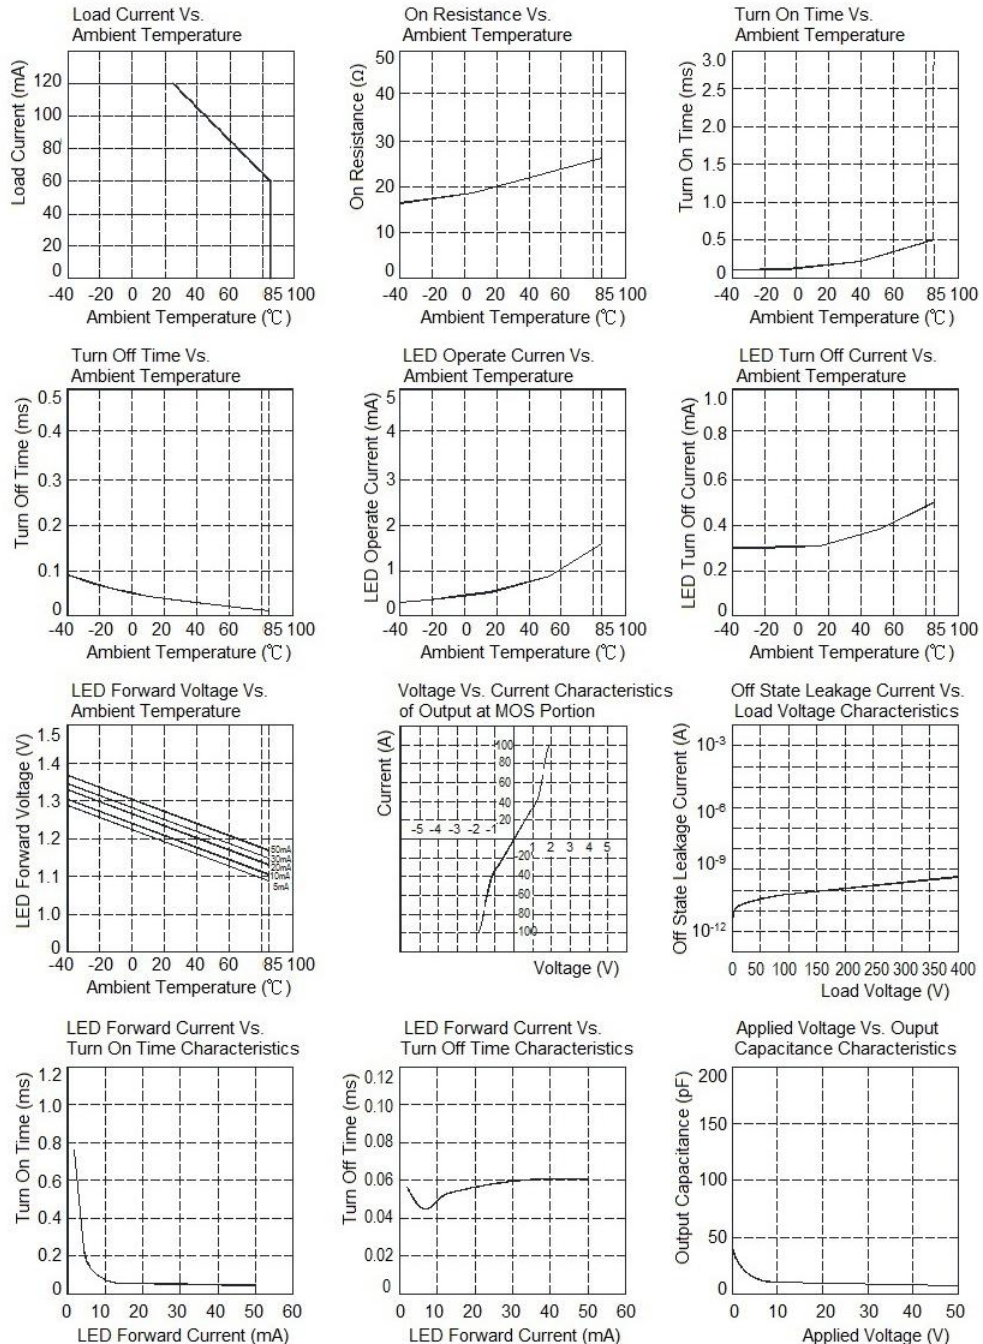 Load Current Vs.
Ambient Temperature
Load Current (mA)
120
100
80
60
40
20
0
-40 -20 0 20 40 60 85 100
Ambient Temperature (℃)
On Resistance Vs.
Ambient Temperature
On Resistance (Ω)
50
40
30
20
10
0
-40 -20 0 20 40 60 85 100
Ambient Temperature (℃)
Turn On Time Vs.
Ambient Temperature
Turn On Time (ms)
3.0
2.5
2.0
1.5
1.0
0.5
0
-40 -20 0 20 40 60 85 100
Ambient Temperature (℃)
Turn Off Time Vs.
Ambient Temperature
Turn Off Time (ms)
0.5
0.4
0.3
0.2
0.1
0
-40 -20 0 20 40 60 85 100
Ambient Temperature (℃)
LED Operate Curren Vs.
Ambient Temperature
LED Operate Current (mA)
5
4
3
2
1
0
-40 -20 0 20 40 60 85 100
Ambient Temperature (℃)
LED Turn Off Current Vs.
Ambient Temperature
LED Turn Off Current (mA)
1.0
0.8
0.6
0.4
0.2
0
-40 -20 0 20 40 60 85 100
Ambient Temperature (℃)
LED Forward Voltage Vs.
Ambient Temperature
LED Forward Voltage (V)
1.5
1.4
1.3
1.2
1.1
1.0
0
50mA
30mA
20mA
10mA
5mA
-40 -20 0 20 40 60 85 100
Ambient Temperature (℃)
Voltage Vs. Current Characteristics
of Output at MOS Portion
Current (A)
100
80
60
40
20
-5 -4 -3 -2 -1
1 2 3 4 5
-20
-40
60
80
100
Voltage (V)
Off State Leakage Current Vs.
Load Voltage Characteristics
Off State Leakage Current (A)
10-3
10-6
10-9
10-12
0 50 100 150 200 250 300 350 400
Load Voltage (V)
LED Forward Current Vs.
Turn On Time Characteristics
Turn On Time (ms)
1.2
1.0
0.8
0.6
0.4
0.2
0
0 10 20 30 40 50 60
LED Forward Current (mA)
LED Forward Current Vs.
Turn Off Time Characteristics
Turn Off Time (ms)
0.12
0.10
0.08
0.06
0.04
0.02
0
0 10 20 30 40 50 60
LED Forward Current (mA)
Applied Voltage Vs. Ouput
Capacitance Characteristics
Output Capacitance (pF)
200
150
100
50
0
0 10 20 30 40 50
Applied Voltage (V)